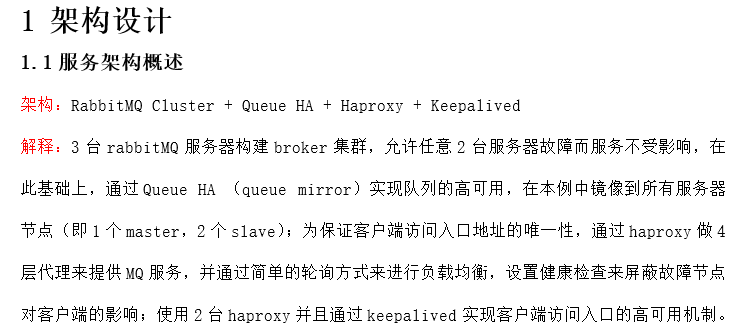 1 架构设计
1.1 服务架构概述
架构：RabbitMQ Cluster + Queue HA + Haproxy + Keepalived
解释：3 台 rabbitMQ 服务器构建 broker 集群，允许任意 2 台服务器故障而服务不受影响，在
此基础上，通过 Queue HA （queue mirror）实现队列的高可用，在本例中镜像到所有服务器
节点（即 1 个 master，2 个 slave）；为保证客户端访问入口地址的唯一性，通过 haproxy 做 4
层代理来提供 MQ 服务，并通过简单的轮询方式来进行负载均衡，设置健康检查来屏蔽故障节点
对客户端的影响；使用 2 台 haproxy 并且通过 keepalived 实现客户端访问入口的高可用机制。